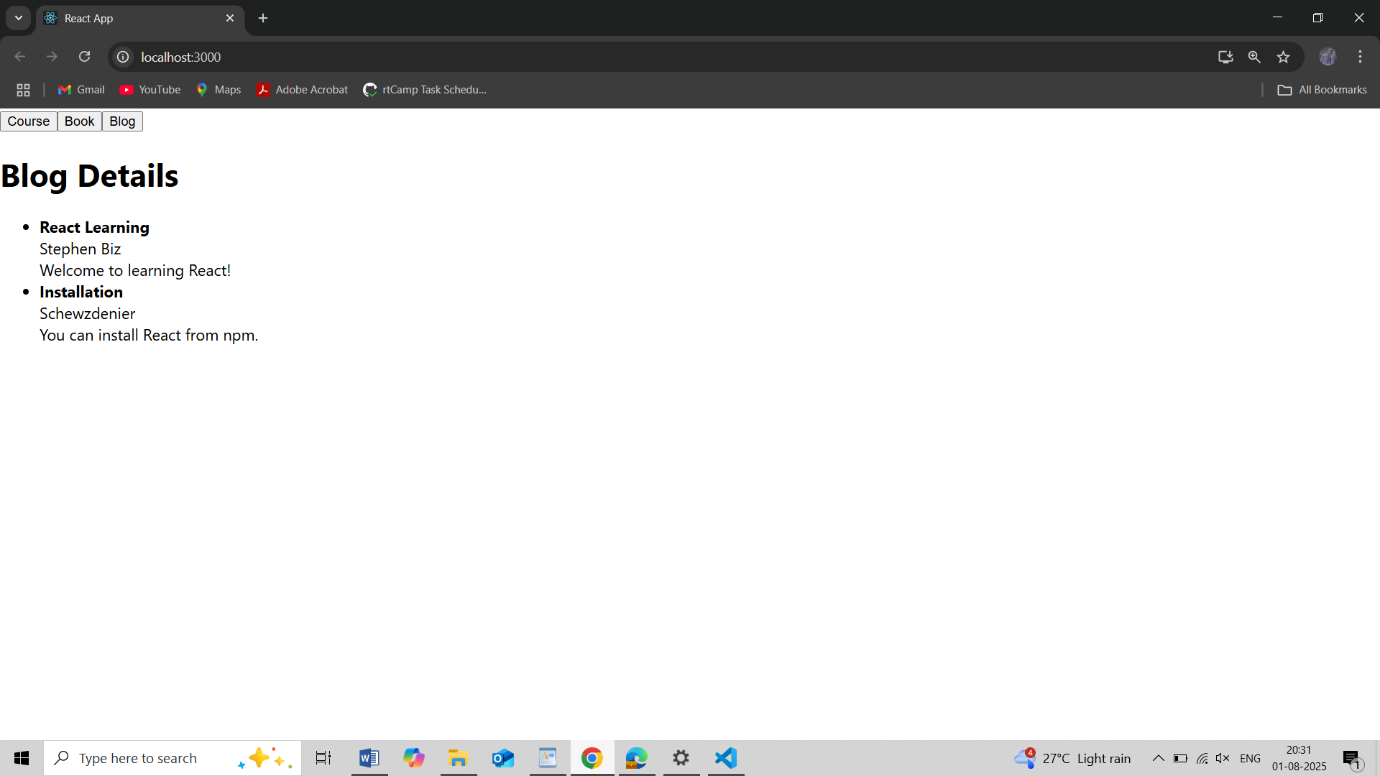 React App
localhost:3000
Gmail
YouTube
Maps
Adobe Acrobat
rtCamp Task Schedu...
All Bookmarks
Course
Book
Blog
Blog Details
React Learning
Stephen Biz
Welcome to learning React!
Installation
Schewzdenier
You can install React from npm.
Type here to search
4
27°C Light rain
ENG
20:31
01-08-2025
1